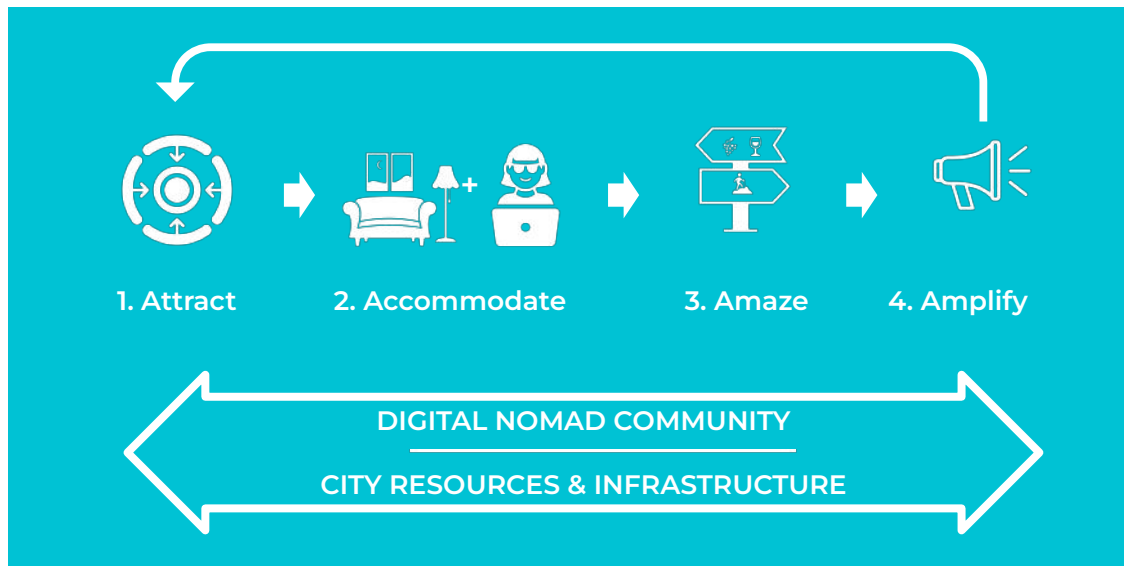 1. Attract
2. Accommodate
3. Amaze
4. Amplify
DIGITAL NOMAD COMMUNITY
CITY RESOURCES & INFRASTRUCTURE